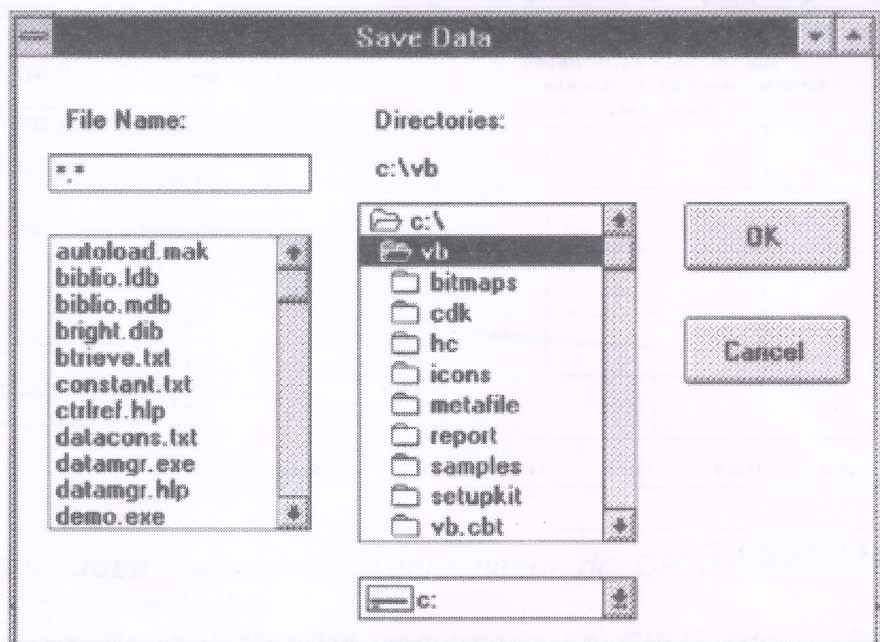 Save Data
File Name:
Directories:
*.*
c:\vb
autoload.mak
biblio.ldb
biblio.mdb
bright.dib
btrieve.txt
constant.txt
ctrlref.hlp
datacons.txt
datamgr.exe
datamgr.hlp
demo.exe
c:\
vb
bitmaps
cdk
hc
icons
metafile
report
samples
setupkit
vb.cbt
c:
OK
Cancel